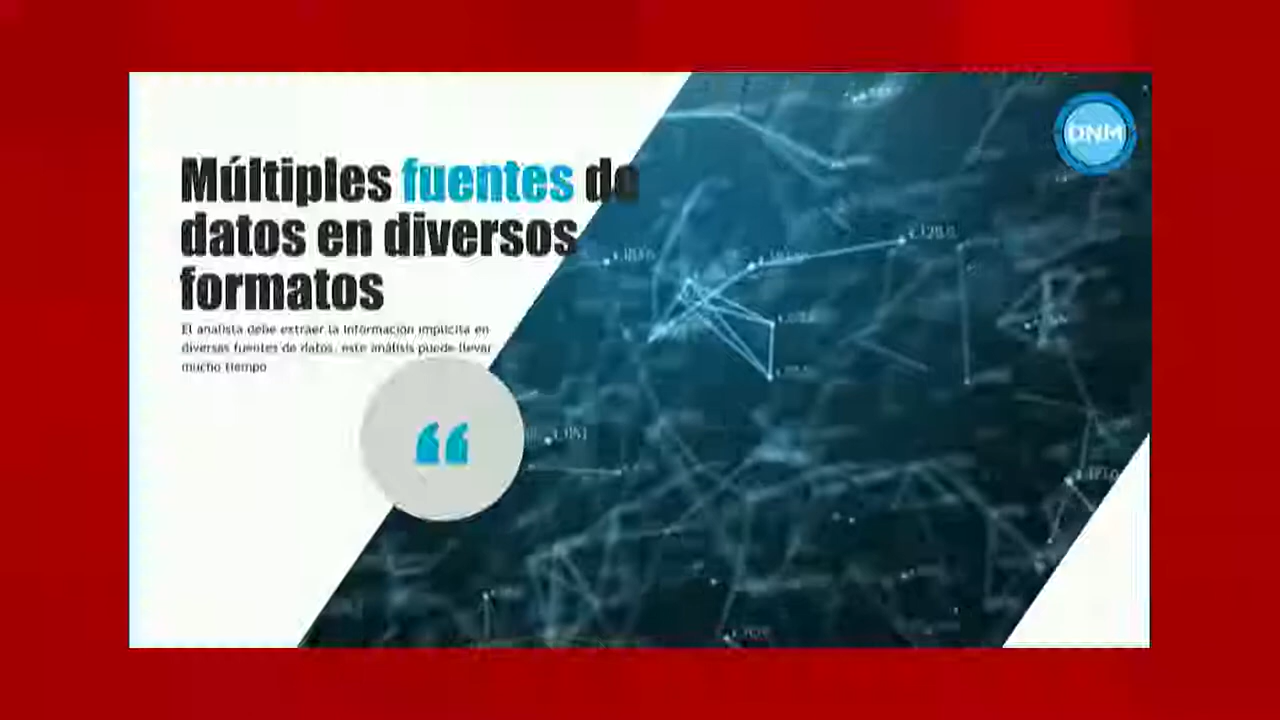 Múltiples fuentes de
datos en diversos
formatos
El analista debe extraer la información implícita en
diversas fuentes de datos, este análisis puede llevar
mucho tiempo
“
DNM